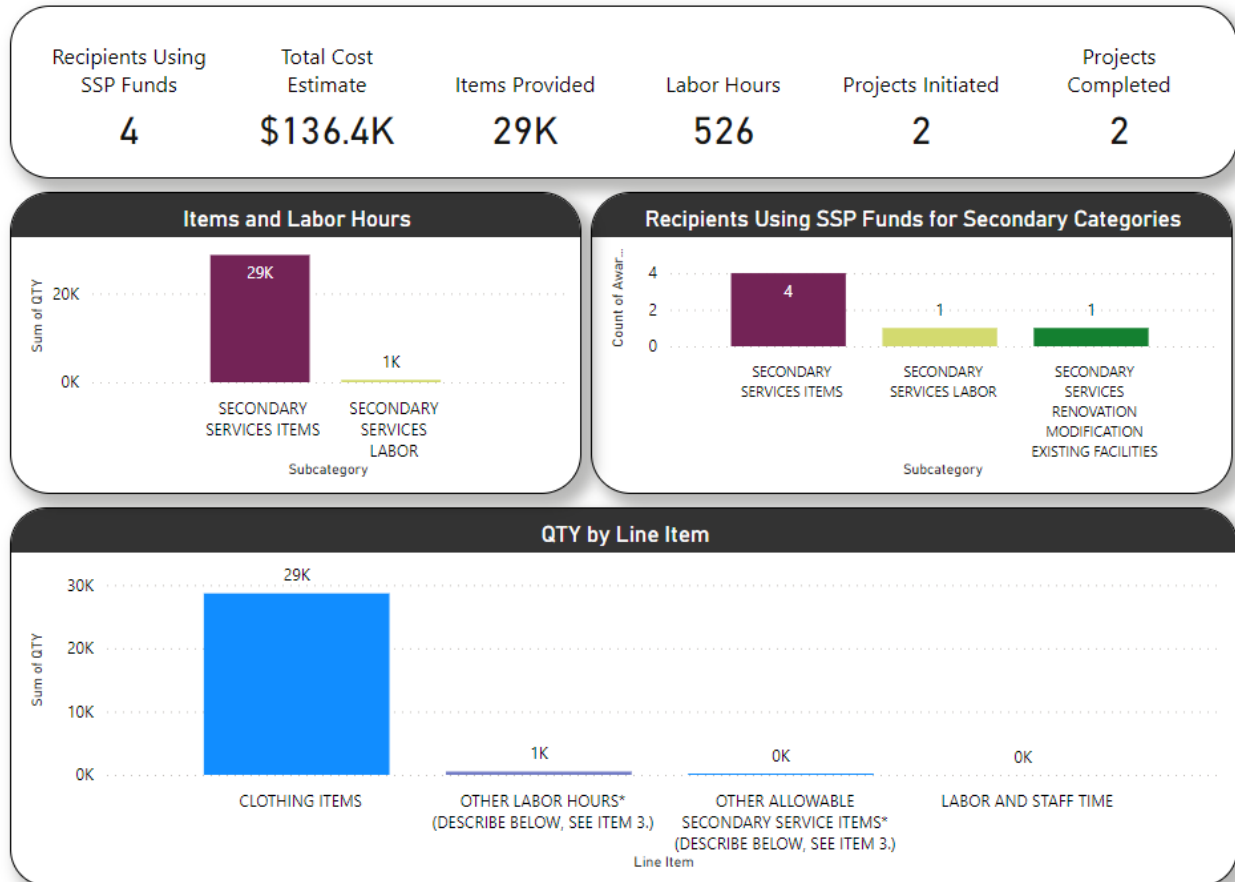 Recipients Using
SSP Funds
4
Total Cost
Estimate
$136.4K
Items Provided
29K
Labor Hours
526
Projects Initiated
2
Projects
Completed
2
Items and Labor Hours
Sum of QTY
20K
0K
29K
1K
SECONDARY
SERVICES ITEMS
SECONDARY
SERVICES
LABOR
Subcategory
Recipients Using SSP Funds for Secondary Categories
Count of Awar...
4
2
0
4
1
1
SECONDARY
SERVICES ITEMS
SECONDARY
SERVICES LABOR
SECONDARY
SERVICES
RENOVATION
MODIFICATION
EXISTING FACILITIES
Subcategory
QTY by Line Item
Sum of QTY
30K
20K
10K
0K
29K
1K
0K
0K
CLOTHING ITEMS
OTHER LABOR HOURS*
(DESCRIBE BELOW, SEE ITEM 3.)
OTHER ALLOWABLE
SECONDARY SERVICE ITEMS*
(DESCRIBE BELOW, SEE ITEM 3.)
LABOR AND STAFF TIME
Line Item